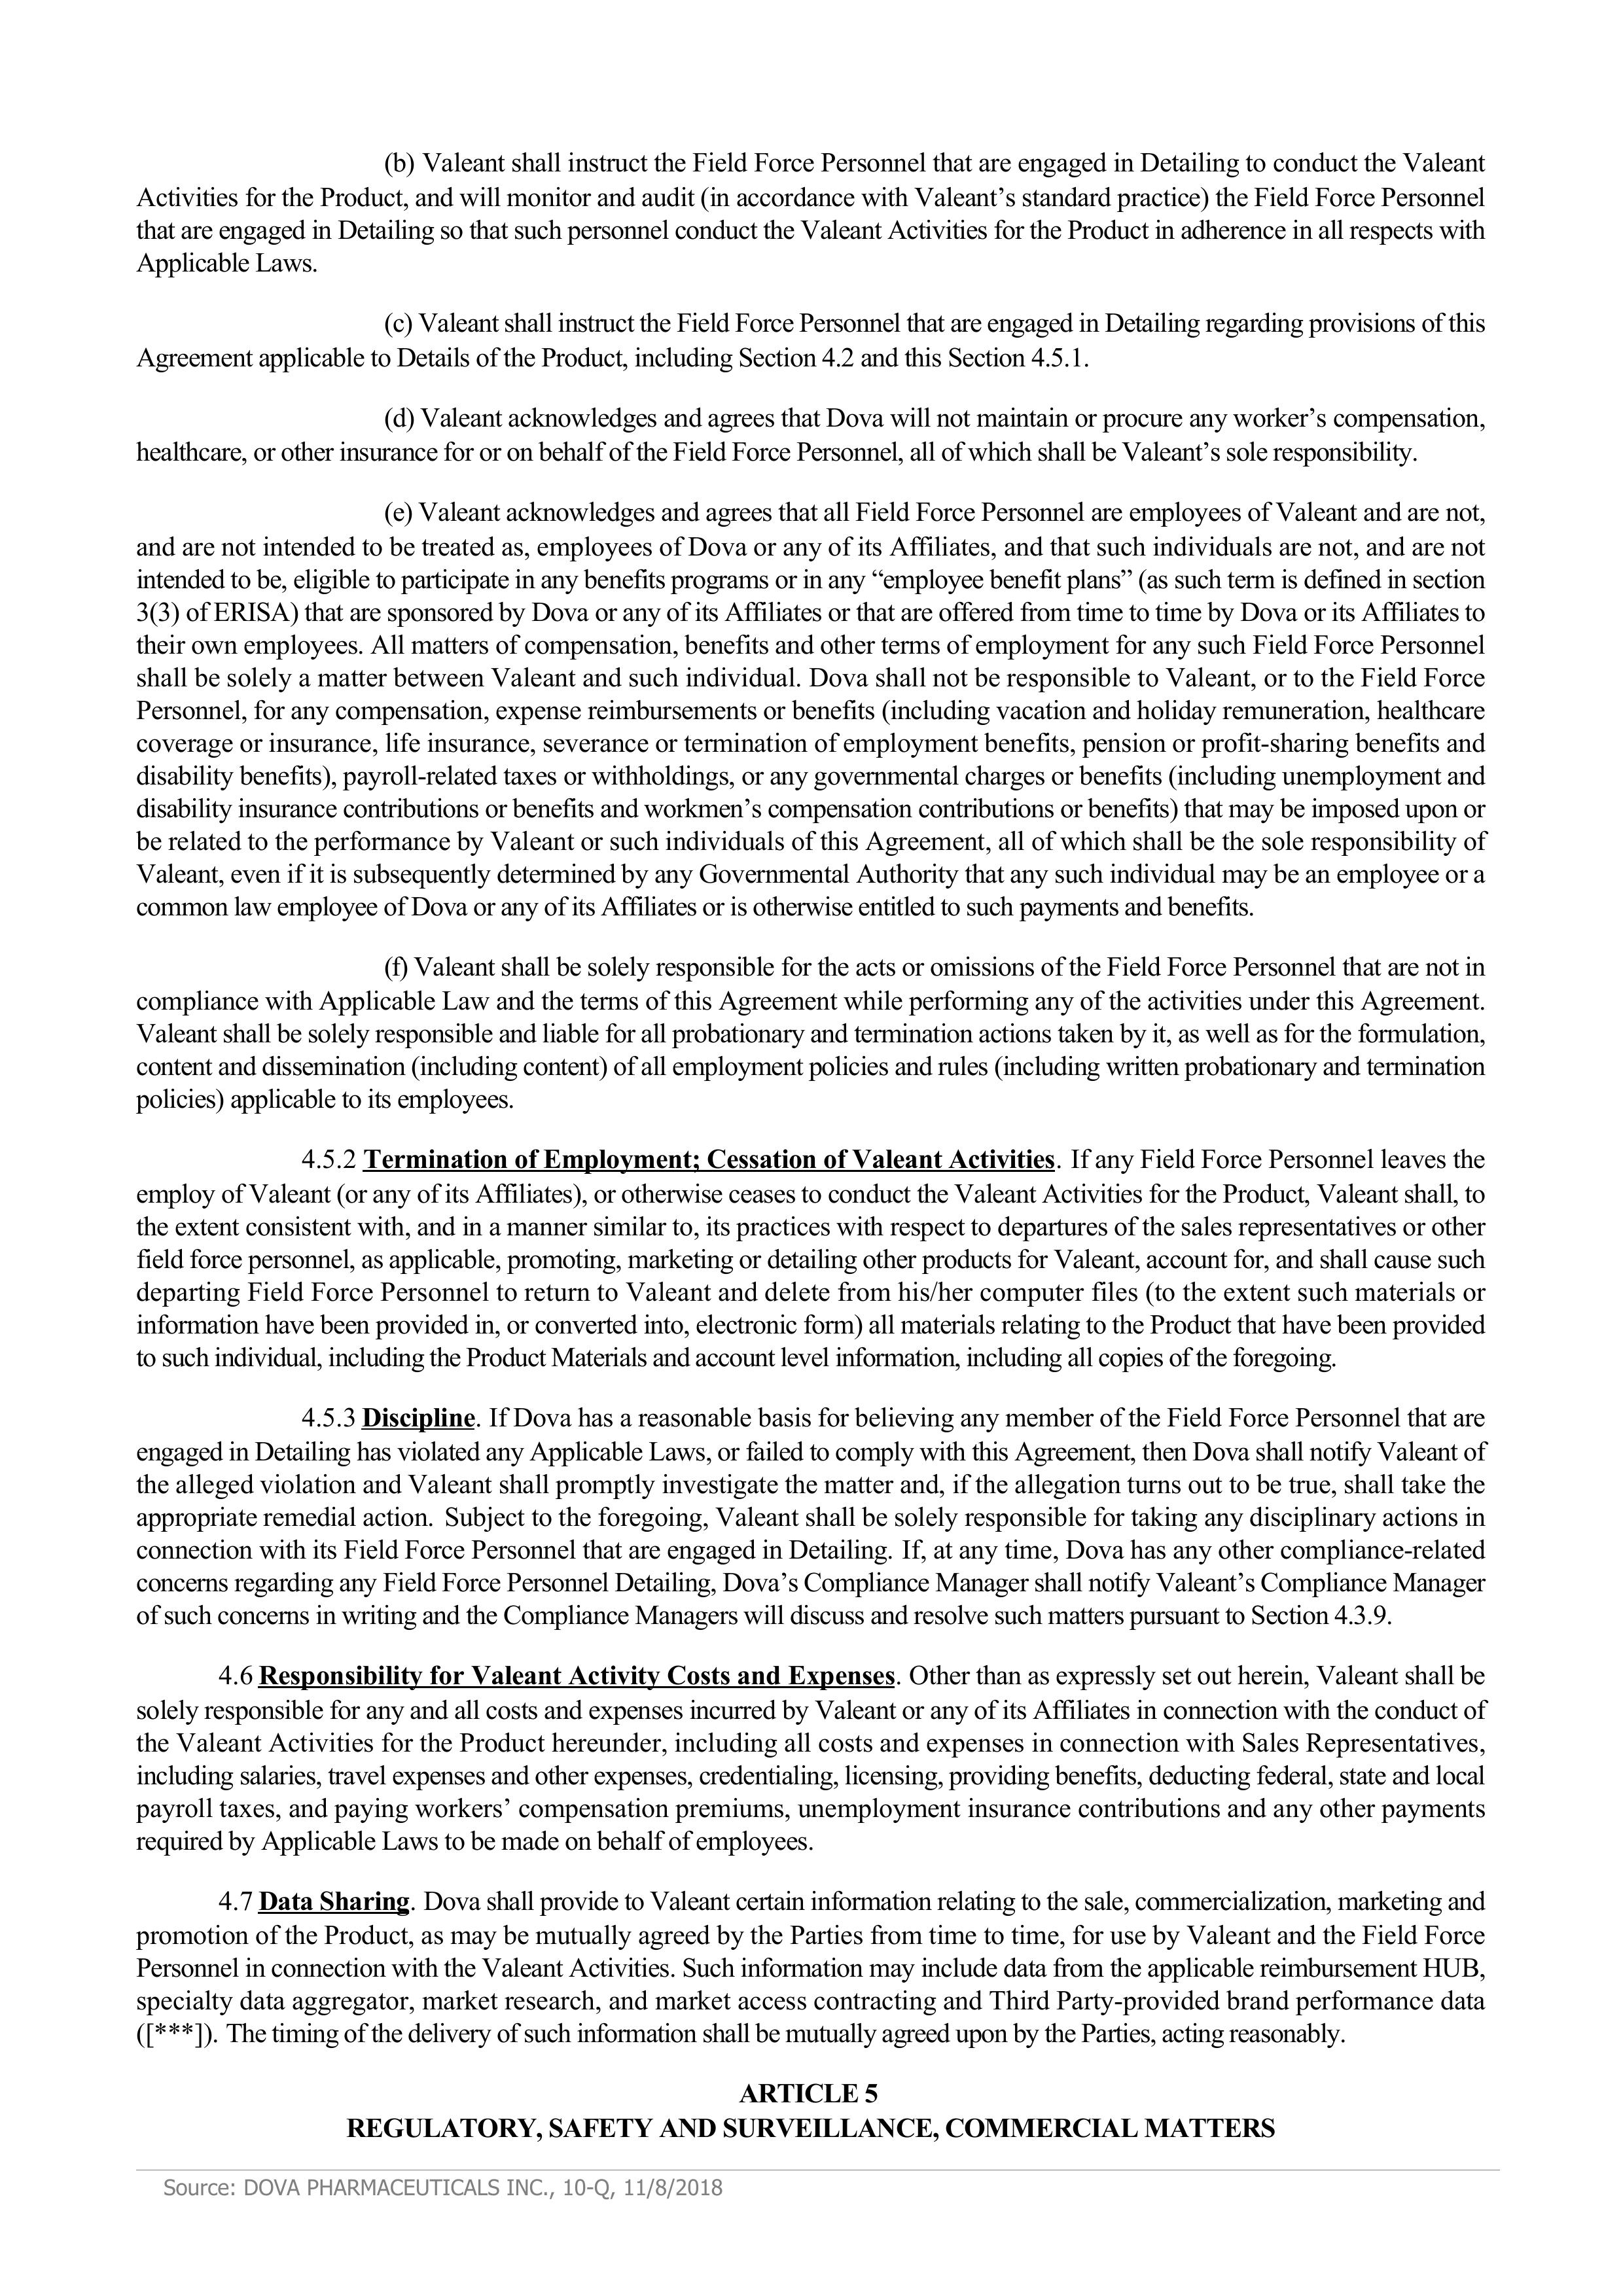 (b) Valeant shall instruct the Field Force Personnel that are engaged in Detailing to conduct the Valeant
Activities for the Product, and will monitor and audit (in accordance with Valeant’s standard practice) the Field Force Personnel
that are engaged in Detailing so that such personnel conduct the Valeant Activities for the Product in adherence in all respects with
Applicable Laws.
(c) Valeant shall instruct the Field Force Personnel that are engaged in Detailing regarding provisions of this
Agreement applicable to Details of the Product, including Section 4.2 and this Section 4.5.1.
(d) Valeant acknowledges and agrees that Dova will not maintain or procure any worker’s compensation,
healthcare, or other insurance for or on behalf of the Field Force Personnel, all of which shall be Valeant’s sole responsibility.
(e) Valeant acknowledges and agrees that all Field Force Personnel are employees of Valeant and are not,
and are not intended to be treated as, employees of Dova or any of its Affiliates, and that such individuals are not, and are not
intended to be, eligible to participate in any benefits programs or in any “employee benefit plans” (as such term is defined in section
3(3) of ERISA) that are sponsored by Dova or any of its Affiliates or that are offered from time to time by Dova or its Affiliates to
their own employees. All matters of compensation, benefits and other terms of employment for any such Field Force Personnel
shall be solely a matter between Valeant and such individual. Dova shall not be responsible to Valeant, or to the Field Force
Personnel, for any compensation, expense reimbursements or benefits (including vacation and holiday remuneration, healthcare
coverage or insurance, life insurance, severance or termination of employment benefits, pension or profit-sharing benefits and
disability benefits), payroll-related taxes or withholdings, or any governmental charges or benefits (including unemployment and
disability insurance contributions or benefits and workmen’s compensation contributions or benefits) that may be imposed upon or
be related to the performance by Valeant or such individuals of this Agreement, all of which shall be the sole responsibility of
Valeant, even if it is subsequently determined by any Governmental Authority that any such individual may be an employee or a
common law employee of Dova or any of its Affiliates or is otherwise entitled to such payments and benefits.
(f) Valeant shall be solely responsible for the acts or omissions of the Field Force Personnel that are not in
compliance with Applicable Law and the terms of this Agreement while performing any of the activities under this Agreement.
Valeant shall be solely responsible and liable for all probationary and termination actions taken by it, as well as for the formulation,
content and dissemination (including content) of all employment policies and rules (including written probationary and termination
policies) applicable to its employees.
4.5.2 Termination of Employment; Cessation of Valeant Activities. If any Field Force Personnel leaves the
employ of Valeant (or any of its Affiliates), or otherwise ceases to conduct the Valeant Activities for the Product, Valeant shall, to
the extent consistent with, and in a manner similar to, its practices with respect to departures of the sales representatives or other
field force personnel, as applicable, promoting, marketing or detailing other products for Valeant, account for, and shall cause such
departing Field Force Personnel to return to Valeant and delete from his/her computer files (to the extent such materials or
information have been provided in, or converted into, electronic form) all materials relating to the Product that have been provided
to such individual, including the Product Materials and account level information, including all copies of the foregoing.
4.5.3 Discipline. If Dova has a reasonable basis for believing any member of the Field Force Personnel that are
engaged in Detailing has violated any Applicable Laws, or failed to comply with this Agreement, then Dova shall notify Valeant of
the alleged violation and Valeant shall promptly investigate the matter and, if the allegation turns out to be true, shall take the
appropriate remedial action. Subject to the foregoing, Valeant shall be solely responsible for taking any disciplinary actions in
connection with its Field Force Personnel that are engaged in Detailing. If, at any time, Dova has any other compliance-related
concerns regarding any Field Force Personnel Detailing, Dova’s Compliance Manager shall notify Valeant’s Compliance Manager
of such concerns in writing and the Compliance Managers will discuss and resolve such matters pursuant to Section 4.3.9.
4.6 Responsibility for Valeant Activity Costs and Expenses. Other than as expressly set out herein, Valeant shall be
solely responsible for any and all costs and expenses incurred by Valeant or any of its Affiliates in connection with the conduct of
the Valeant Activities for the Product hereunder, including all costs and expenses in connection with Sales Representatives,
including salaries, travel expenses and other expenses, credentialing, licensing, providing benefits, deducting federal, state and local
payroll taxes, and paying workers’ compensation premiums, unemployment insurance contributions and any other payments
required by Applicable Laws to be made on behalf of employees.
4.7 Data Sharing. Dova shall provide to Valeant certain information relating to the sale, commercialization, marketing and
promotion of the Product, as may be mutually agreed by the Parties from time to time, for use by Valeant and the Field Force
Personnel in connection with the Valeant Activities. Such information may include data from the applicable reimbursement HUB,
specialty data aggregator, market research, and market access contracting and Third Party-provided brand performance data
([***]). The timing of the delivery of such information shall be mutually agreed upon by the Parties, acting reasonably.
ARTICLE 5
REGULATORY, SAFETY AND SURVEILLANCE, COMMERCIAL MATTERS
Source: DOVA PHARMACEUTICALS INC., 10-Q, 11/8/2018